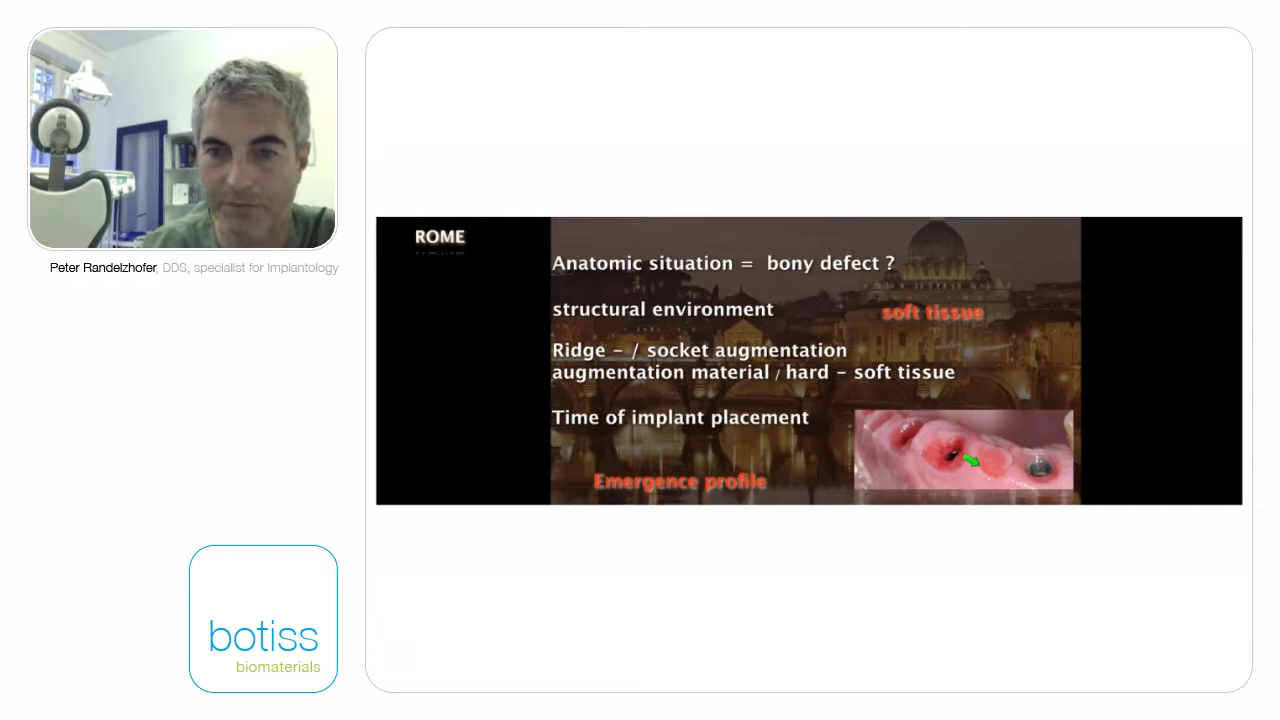 Peter Randelzhofer, DDS, specialist for Implantology
botiss
biomaterials
ROME
Anatomic situation = bony defect ?
structural environment
soft tissue
Ridge - / socket augmentation
augmentation material / hard - soft tissue
Time of implant placement
Emergence profile